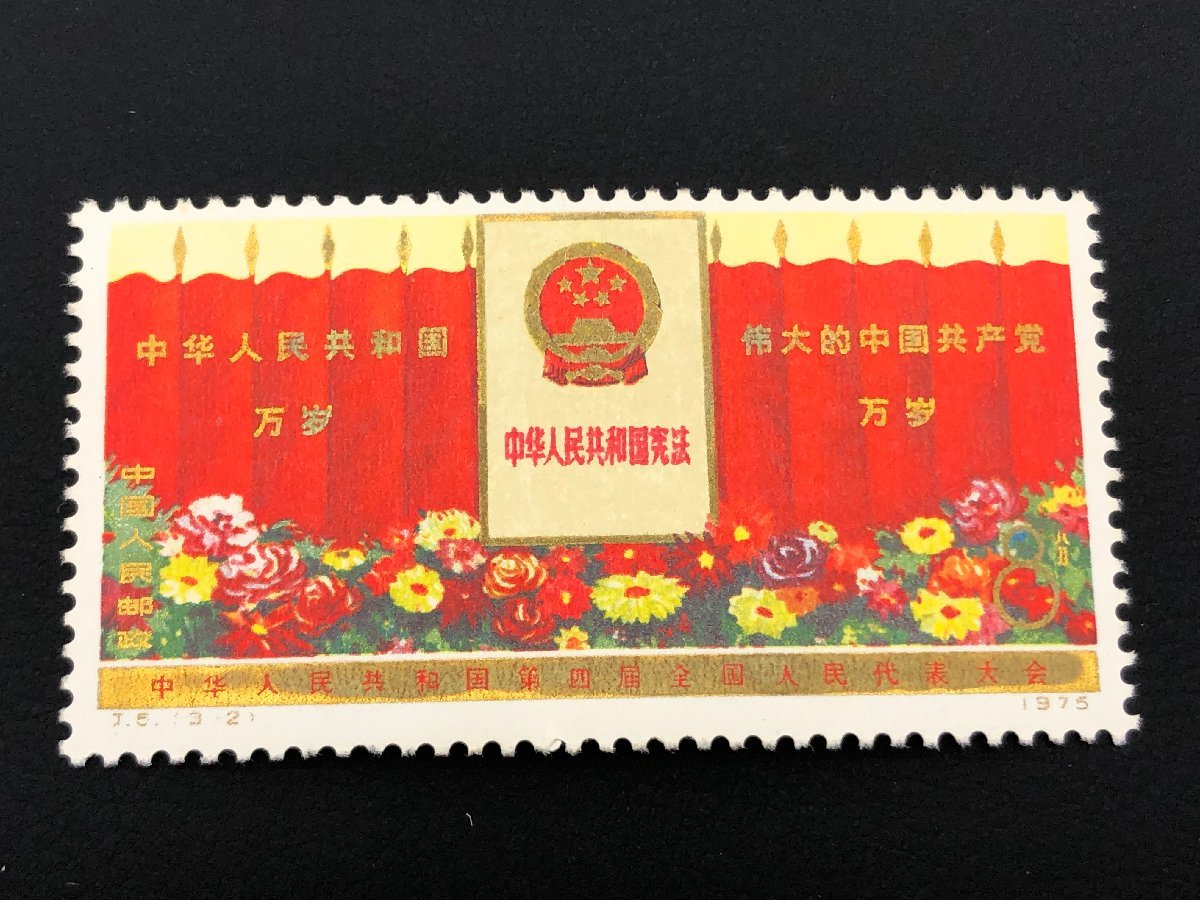 中华人民共和国
万岁
中华人民共和国宪法
伟大的中国共产党
万岁
中国人民邮政
8分
中华人民共和国第四届全国人民代表大会
J.5.(3-2)
1975